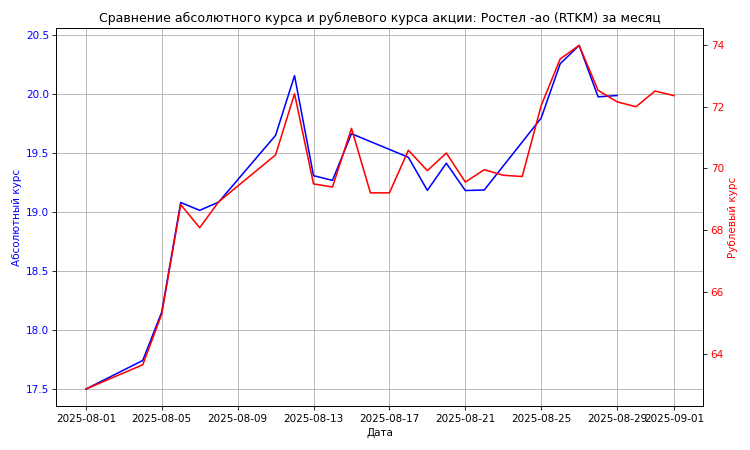 Сравнение абсолютного курса и рублевого курса акции: Ростел -ао (RTKM) за месяц
20.5
20.0
19.5
19.0
18.5
18.0
17.5
Абсолютный курс
74
72
70
68
66
64
Рублевый курс
2025-08-01 2025-08-05 2025-08-09 2025-08-13 2025-08-17 2025-08-21 2025-08-25 2025-08-29 2025-09-01
Дата